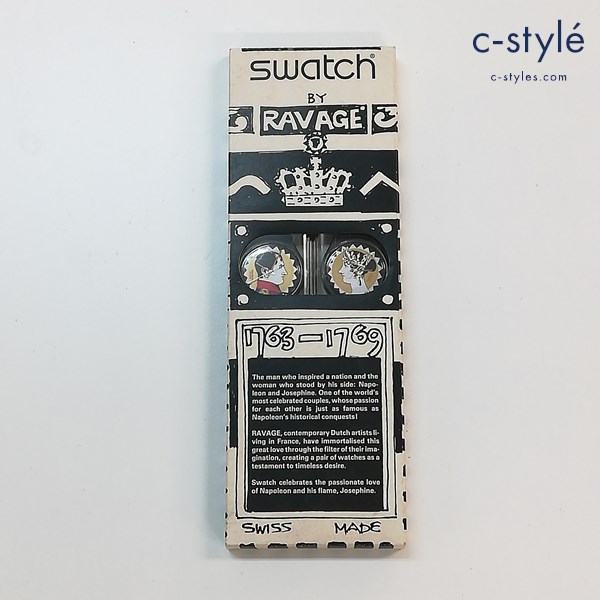 c-stylé
c-styles.com
swatch®
BY
RAVAGE
1763-1769
The man who inspired a nation and the
woman who stood by his side: Napo-
leon and Josephine. One of the world's
most celebrated couples, whose passion
for each other is just as famous as
Napoleon's historical conquests!
RAVAGE, contemporary Dutch artists li-
ving in France, have immortalised this
great love through the filter of their ima-
gination, creating a pair of watches as a
testament to timeless desire.
Swatch celebrates the passionate love
of Napoleon and his flame, Josephine.
SWISS MADE